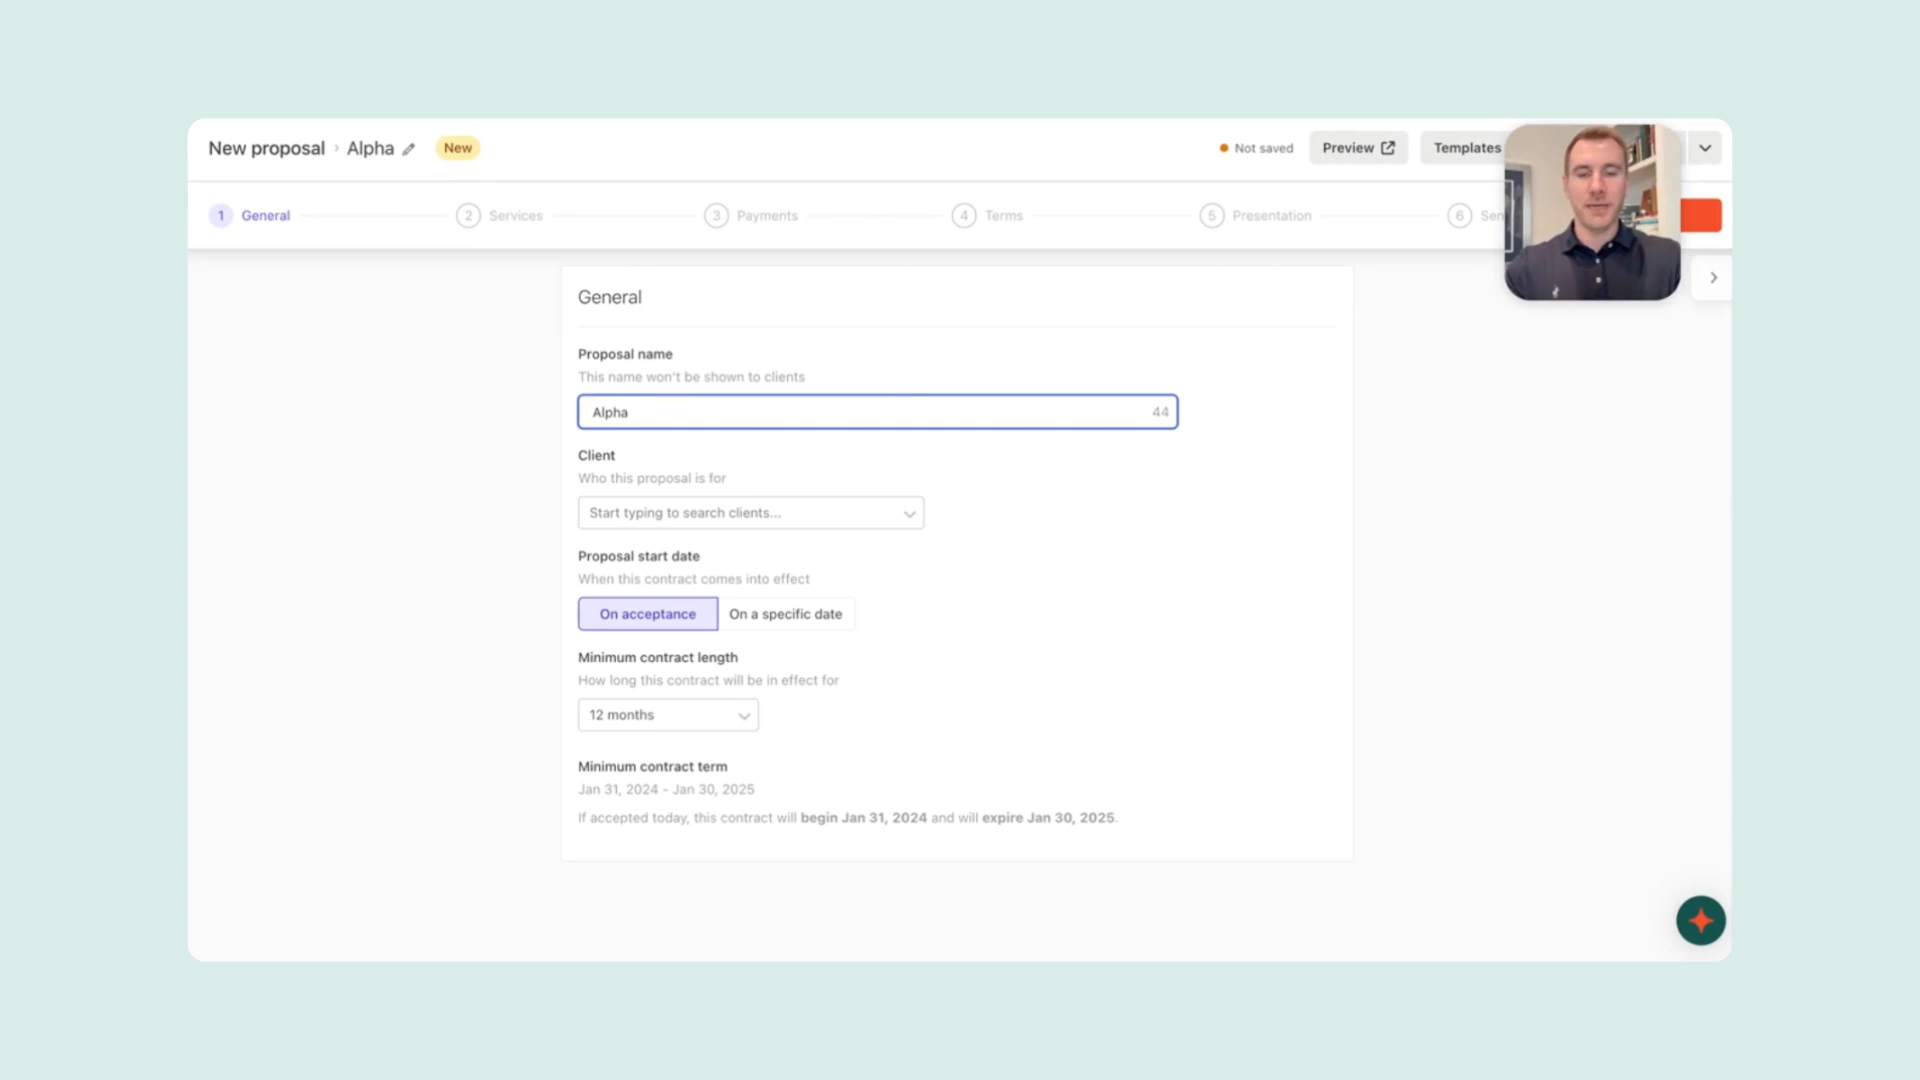 New proposal › Alpha New
Not saved Preview Templates
1 General 2 Services 3 Payments 4 Terms 5 Presentation 6
General
Proposal name
This name won't be shown to clients
Alpha 44
Client
Who this proposal is for
Start typing to search clients...
Proposal start date
When this contract comes into effect
On acceptance On a specific date
Minimum contract length
How long this contract will be in effect for
12 months
Minimum contract term
Jan 31, 2024 - Jan 30, 2025
If accepted today, this contract will begin Jan 31, 2024 and will expire Jan 30, 2025.